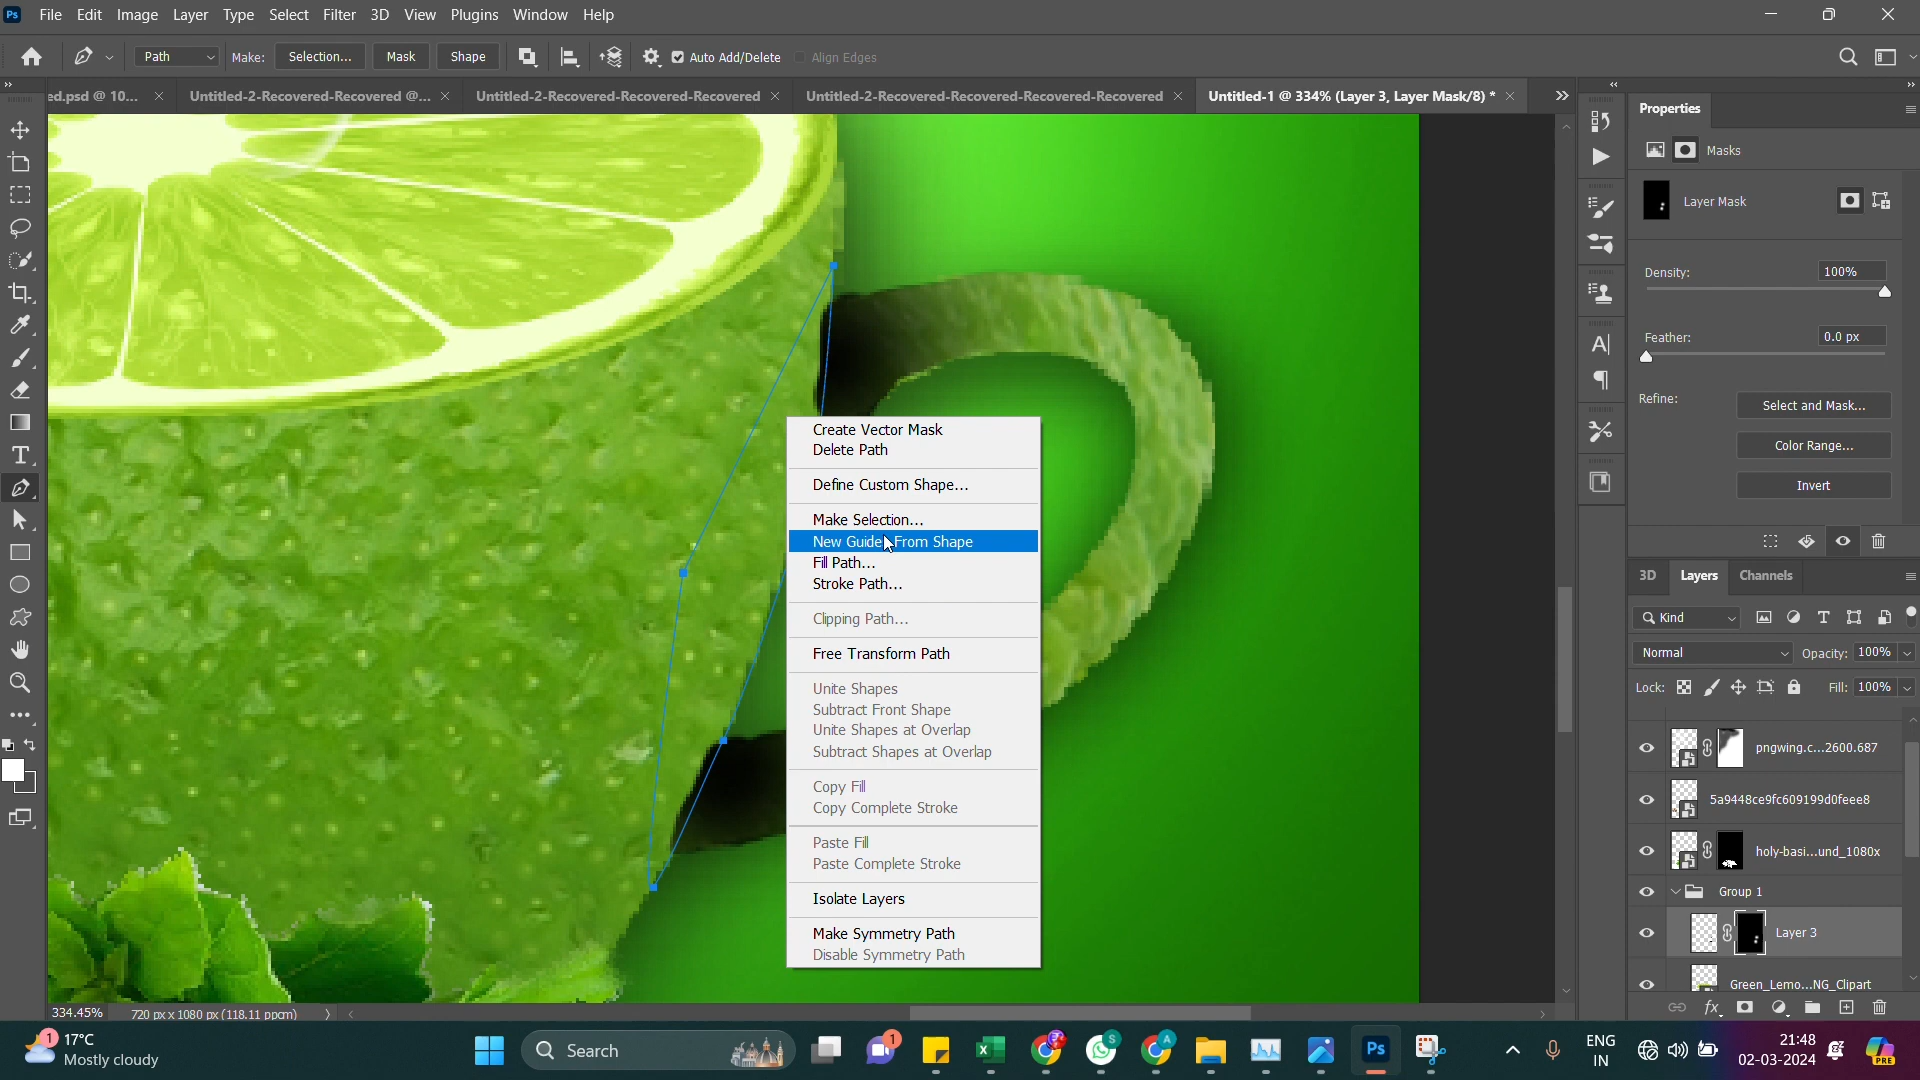 Ps File Edit Image Layer Type Select Filter 3D View Plugins Window Help
Path Make: Selection... Mask Shape Auto Add/Delete Align Edges
ed.psd @ 10... Untitled-2-Recovered-Recovered @... Untitled-2-Recovered-Recovered-Recovered Untitled-2-Recovered-Recovered-Recovered-Recovered Untitled-1 @ 334% (Layer 3, Layer Mask/8) *
Properties
Masks
Layer Mask
Density: 100%
Feather: 0.0 px
Refine: Select and Mask...
Color Range...
Invert
Create Vector Mask
Delete Path
Define Custom Shape...
Make Selection...
New Guide From Shape
Fill Path...
Stroke Path...
Clipping Path...
Free Transform Path
Unite Shapes
Subtract Front Shape
Unite Shapes at Overlap
Subtract Shapes at Overlap
Copy Fill
Copy Complete Stroke
Paste Fill
Paste Complete Stroke
Isolate Layers
Make Symmetry Path
Disable Symmetry Path
3D Layers Channels
Kind
Normal Opacity: 100%
Lock: Fill: 100%
pngwing.c...2600.687
5a9448ce9fc609199d0feee8
holy-basi...und_1080x
Group 1
Layer 3
Green_Lemo...NG_Clipart
334.45% 720 px x 1080 px (118.11 ppcm)
1 17°C
Mostly cloudy
Search
1
S
A
Ps
ENG
IN
21:48
02-03-2024
PRE